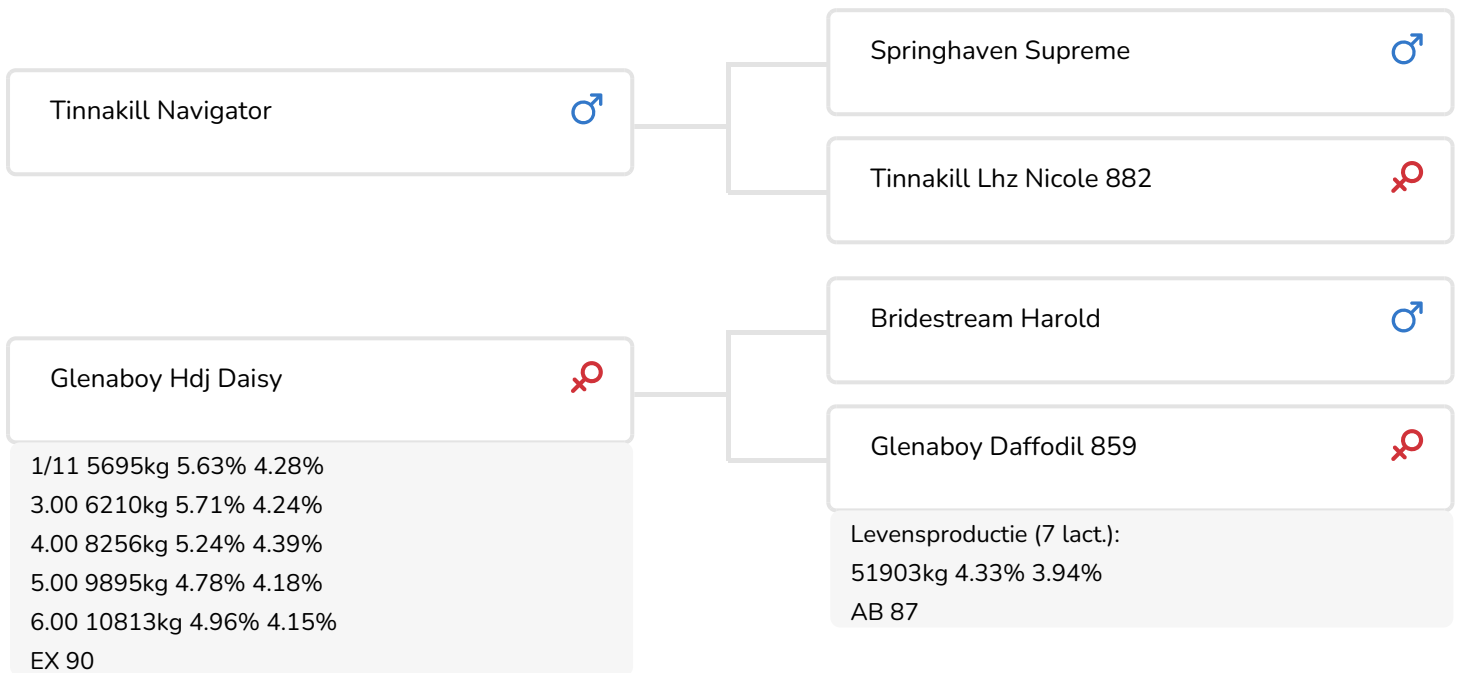 Springhaven Supreme
Tinnakill Navigator
Tinnakill Lhz Nicole 882
Bridestream Harold
Glenaboy Hdj Daisy
1/11 5695kg 5.63% 4.28%
3.00 6210kg 5.71% 4.24%
4.00 8256kg 5.24% 4.39%
5.00 9895kg 4.78% 4.18%
6.00 10813kg 4.96% 4.15%
EX 90
Glenaboy Daffodil 859
Levensproductie (7 lact.):
51903kg 4.33% 3.94%
AB 87